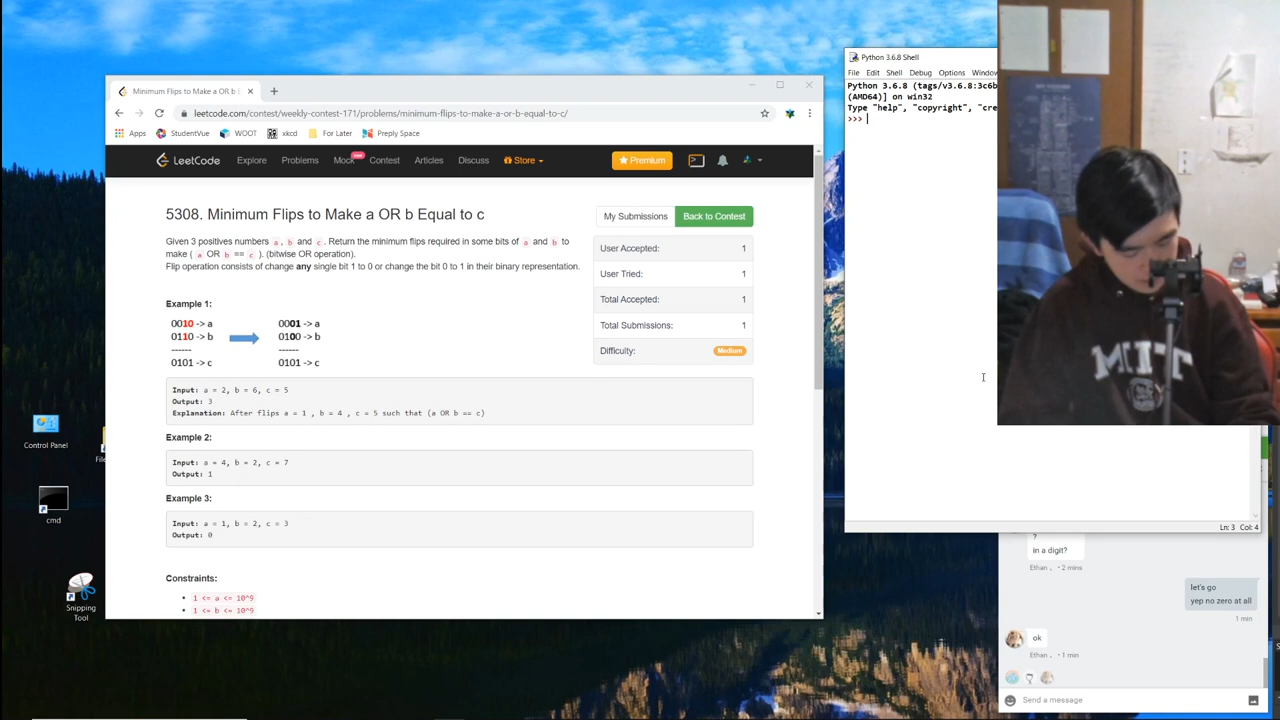 Minimum Flips to Make a OR b E
leetcode.com/contest/weekly-contest-171/problems/minimum-flips-to-make-a-or-b-equal-to-c/
Apps StudentVue WOOT xkcd For Later Preply Space
LeetCode Explore Problems Mock Contest Articles Discuss Store Premium
5308. Minimum Flips to Make a OR b Equal to c
My Submissions Back to Contest
Given 3 positives numbers a, b and c. Return the minimum flips required in some bits of a and b to
make ( a OR b == c ). (bitwise OR operation).
Flip operation consists of change any single bit 1 to 0 or change the bit 0 to 1 in their binary representation.
User Accepted: 1
User Tried: 1
Total Accepted: 1
Total Submissions: 1
Difficulty: Medium
Example 1:
0010 -> a 0001 -> a
0110 -> b 0100 -> b
------ ------
0101 -> c 0101 -> c
Input: a = 2, b = 6, c = 5
Output: 3
Explanation: After flips a = 1 , b = 4 , c = 5 such that (a OR b == c)
Example 2:
Input: a = 4, b = 2, c = 7
Output: 1
Example 3:
Input: a = 1, b = 2, c = 3
Output: 0
Constraints:
1 <= a <= 10^9
1 <= b <= 10^9
Python 3.6.8 Shell
File Edit Shell Debug Options Window
Python 3.6.8 (tags/v3.6.8:3c6b
(AMD64)] on win32
Type "help", "copyright", "cre
>>>
Ln: 3 Col: 4
MIT
?
in a digit?
Ethan , • 2 mins
let's go
yep no zero at all
1 min
ok
Ethan , • 1 min
Send a message
Control Panel
cmd
Snipping
Tool